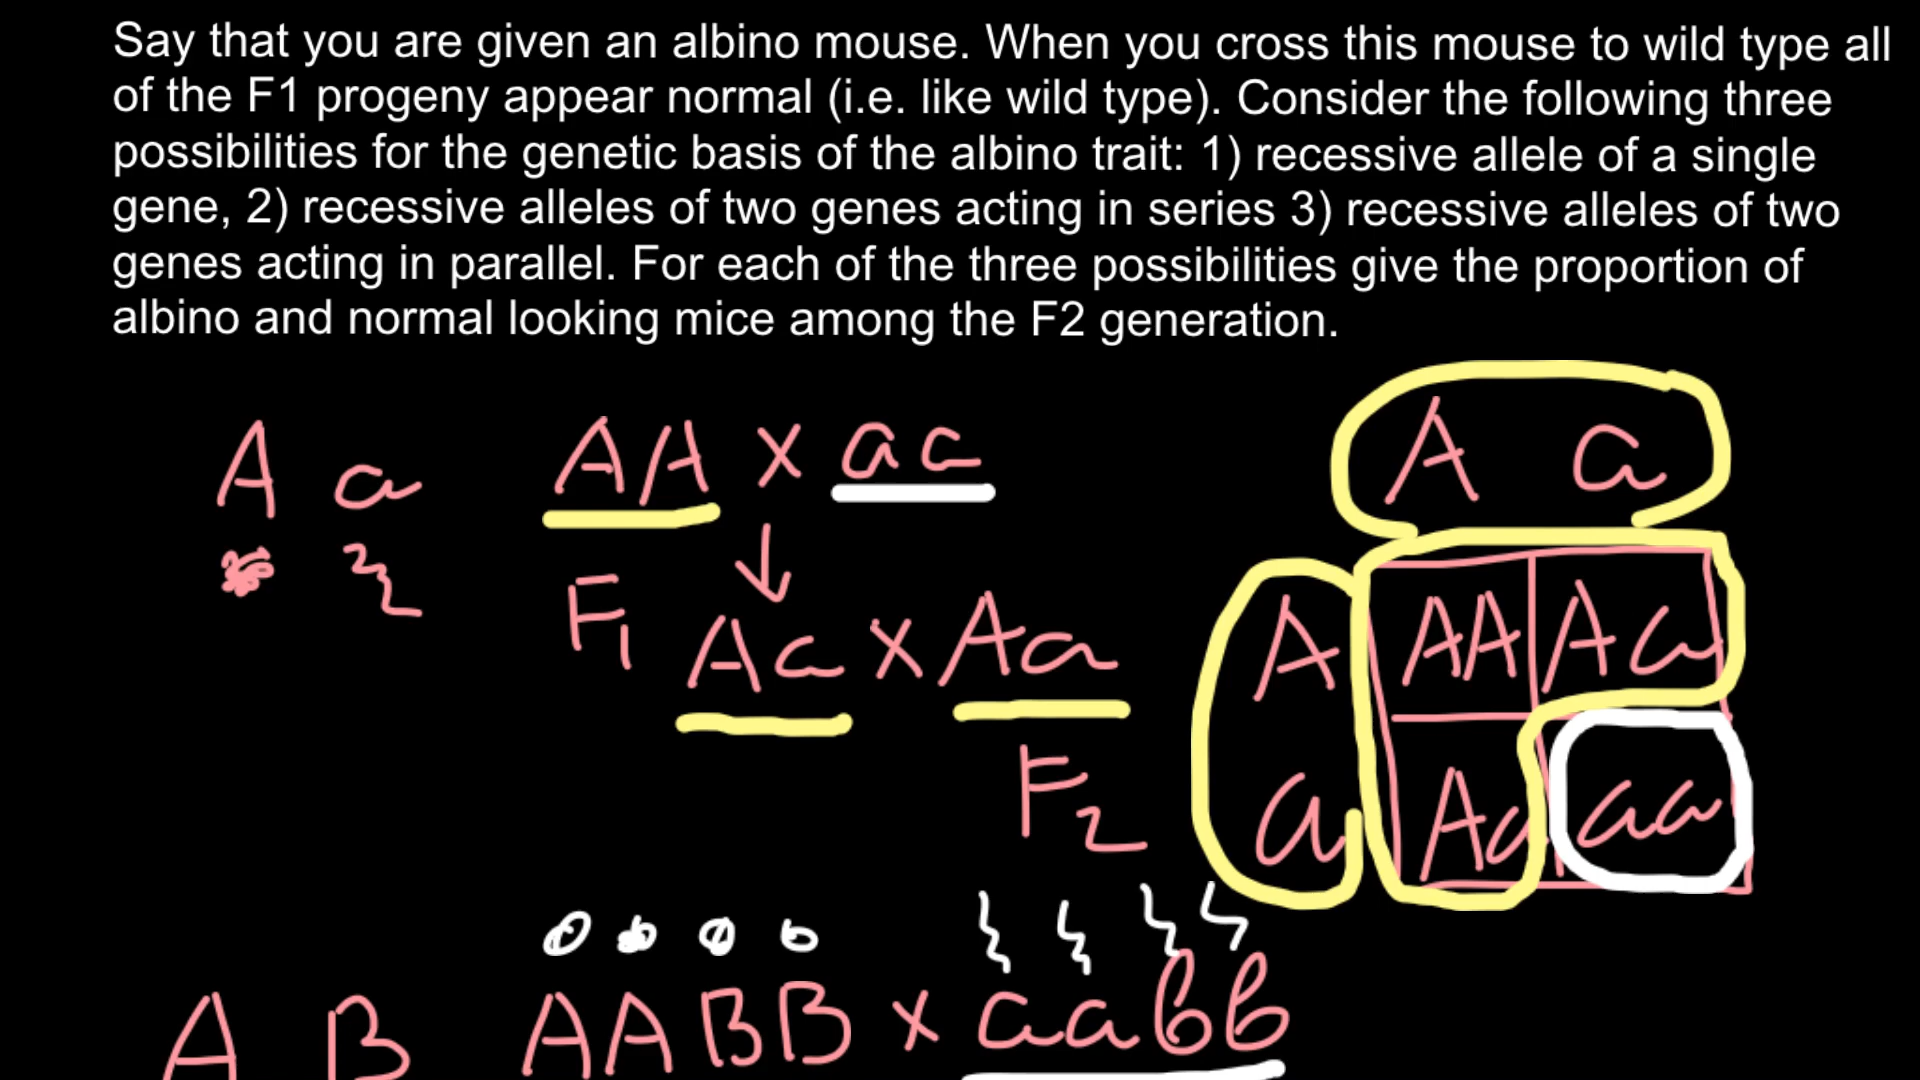 Say that you are given an albino mouse. When you cross this mouse to wild type all
of the F1 progeny appear normal (i.e. like wild type). Consider the following three
possibilities for the genetic basis of the albino trait: 1) recessive allele of a single
gene, 2) recessive alleles of two genes acting in series 3) recessive alleles of two
genes acting in parallel. For each of the three possibilities give the proportion of
albino and normal looking mice among the F2 generation.
A a AA x aa
A a
F1 Aa x Aa
A AA Aa
F2
a Aa aa
A B AABB x aabb